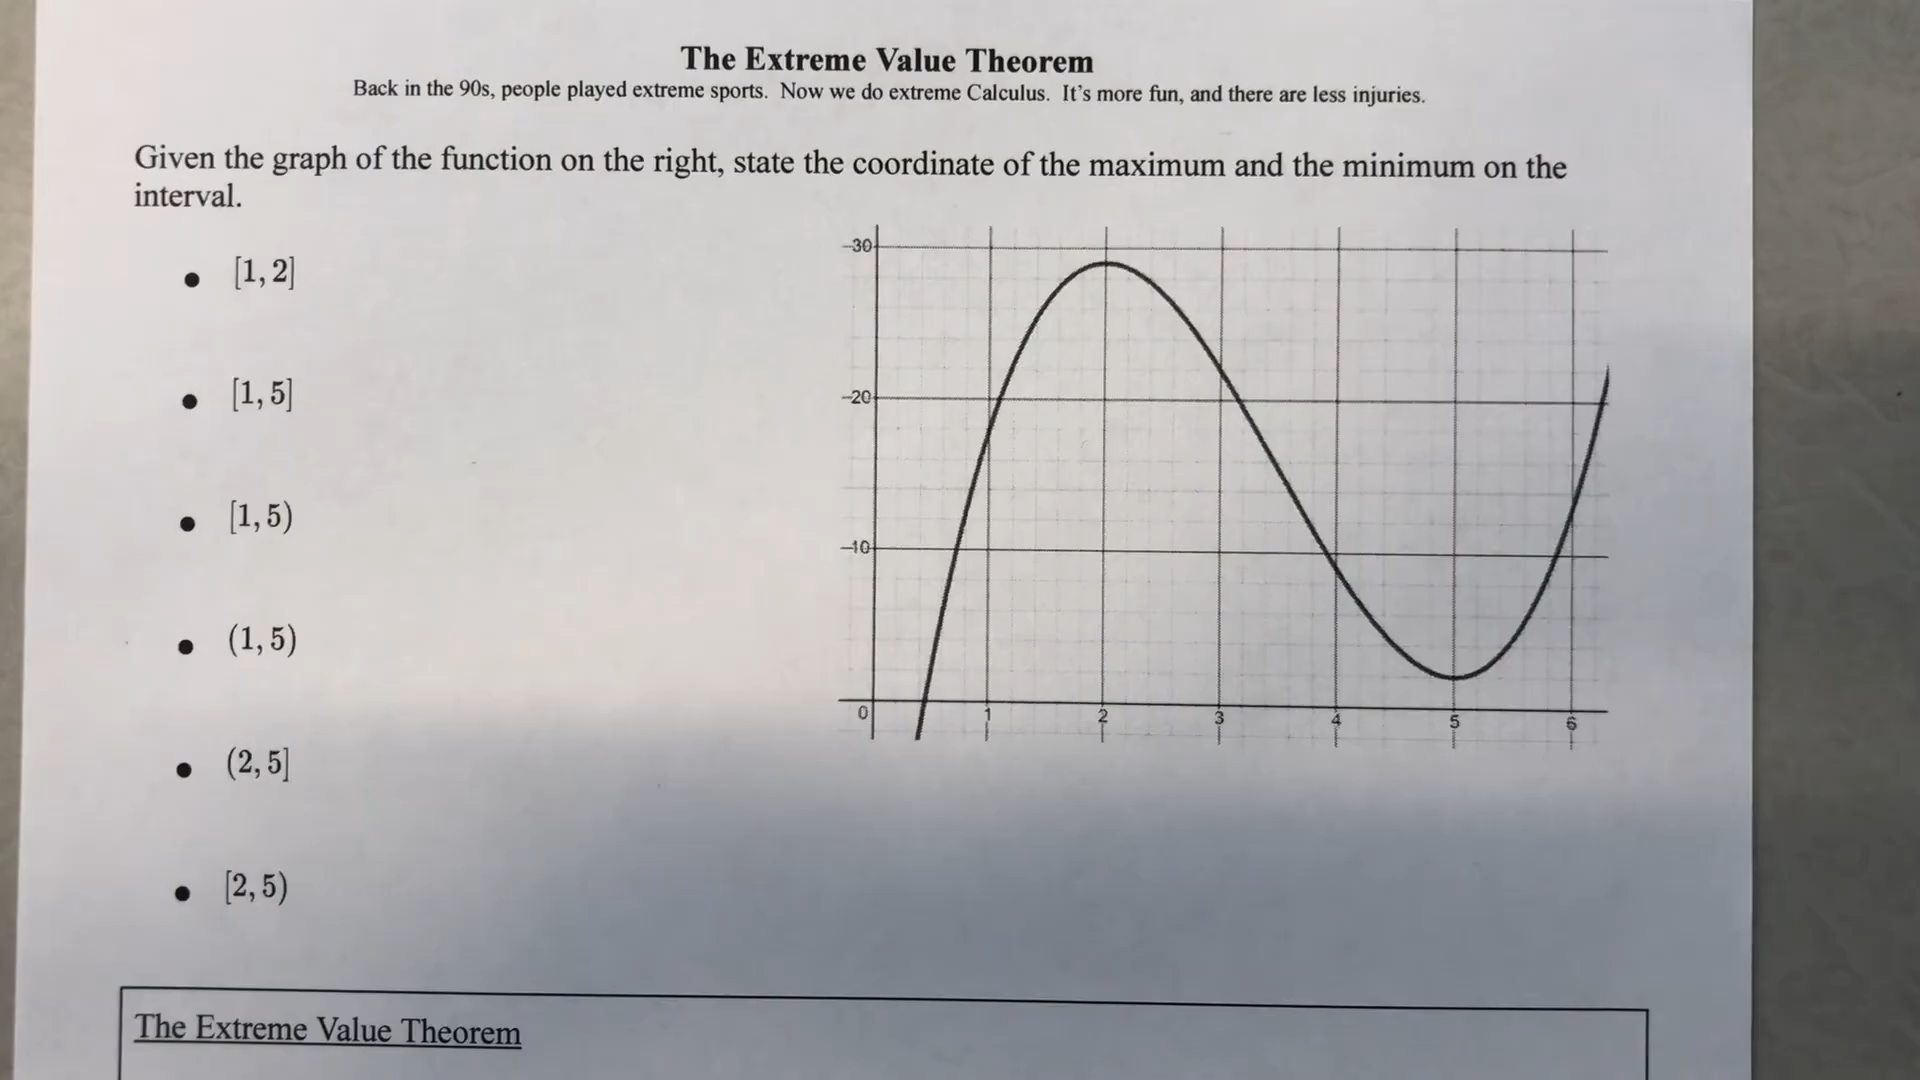 The Extreme Value Theorem
Back in the 90s, people played extreme sports. Now we do extreme Calculus. It's more fun, and there are less injuries.
Given the graph of the function on the right, state the coordinate of the maximum and the minimum on the
interval.
• [1, 2]
• [1, 5]
• [1, 5)
• (1, 5)
• (2, 5]
• [2, 5)
30
20
10
0 1 2 3 4 5 6
The Extreme Value Theorem